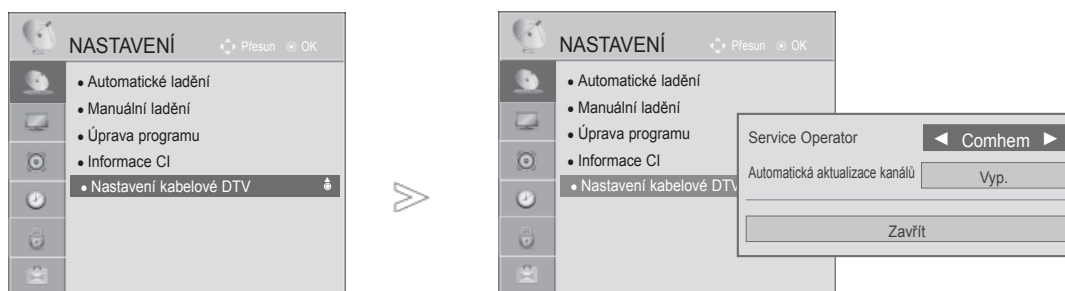 NASTAVENÍ Přesun OK
• Automatické ladění
• Manuální ladění
• Úprava programu
• Informace CI
• Nastavení kabelové DTV
NASTAVENÍ Přesun OK
• Automatické ladění
• Manuální ladění
• Úprava programu
• Informace CI
• Nastavení kabelové DTV
Service Operator ◄ Comhem ►
Automatická aktualizace kanálů Vyp.
Zavřít